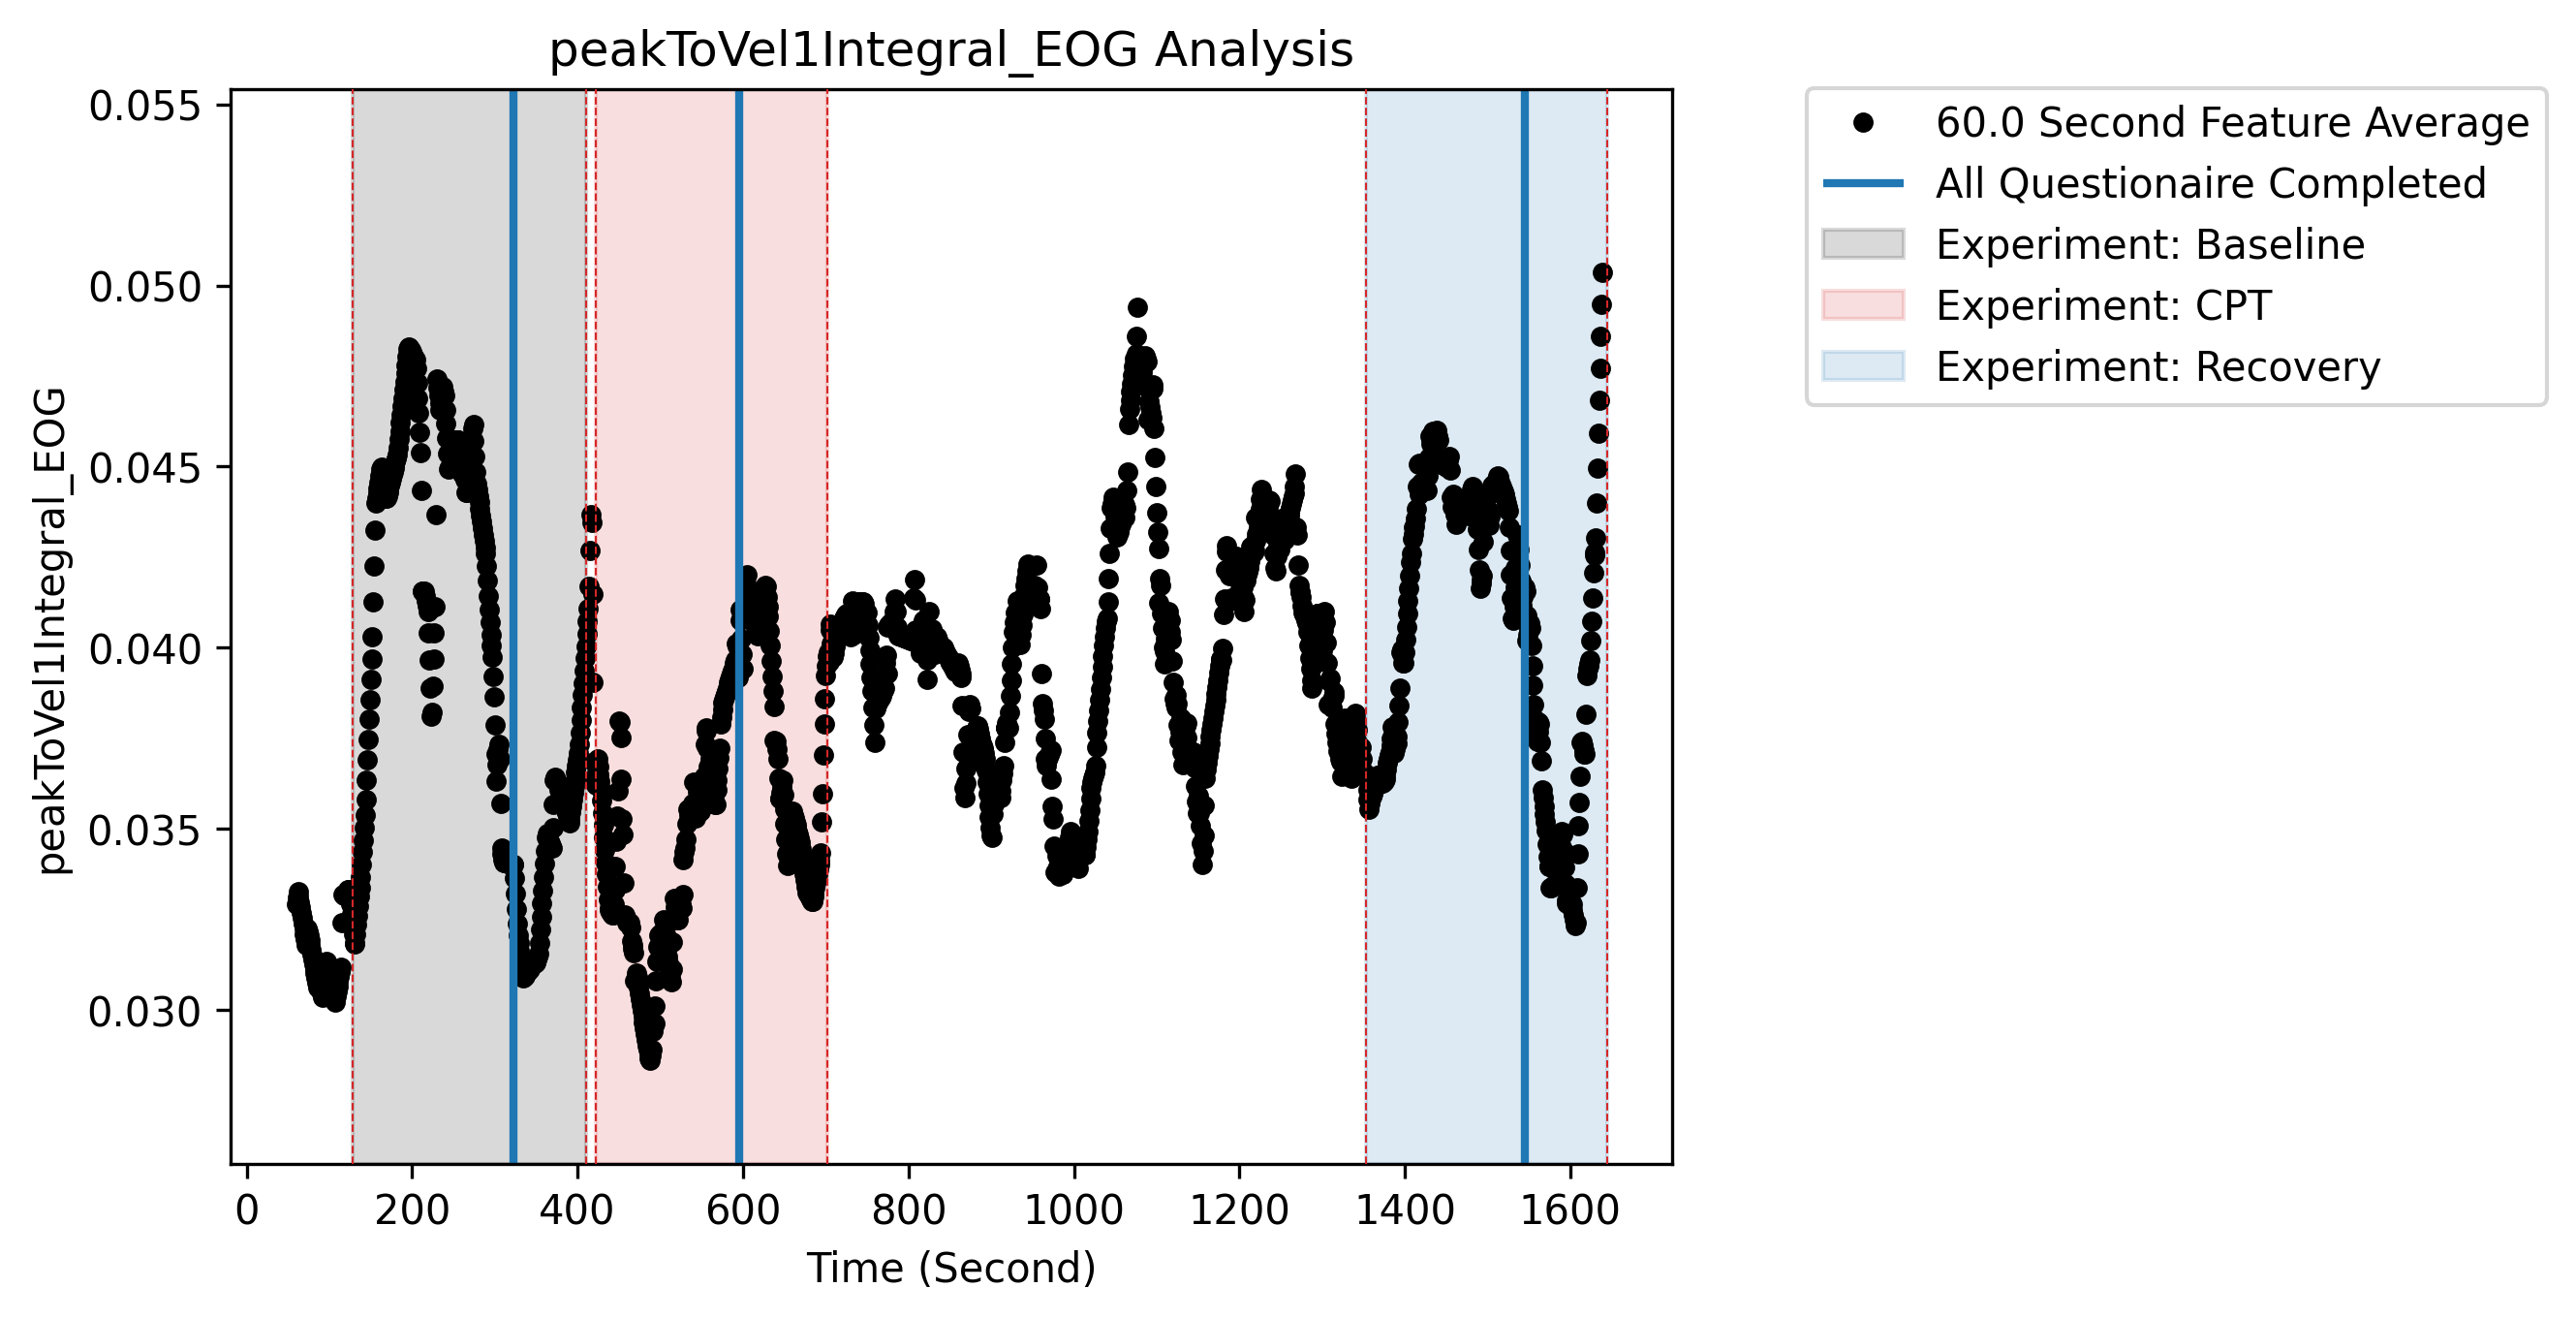 peakToVel1Integral_EOG Analysis
peakToVel1Integral_EOG
0.055
0.050
0.045
0.040
0.035
0.030
0 200 400 600 800 1000 1200 1400 1600
Time (Second)
60.0 Second Feature Average
All Questionaire Completed
Experiment: Baseline
Experiment: CPT
Experiment: Recovery